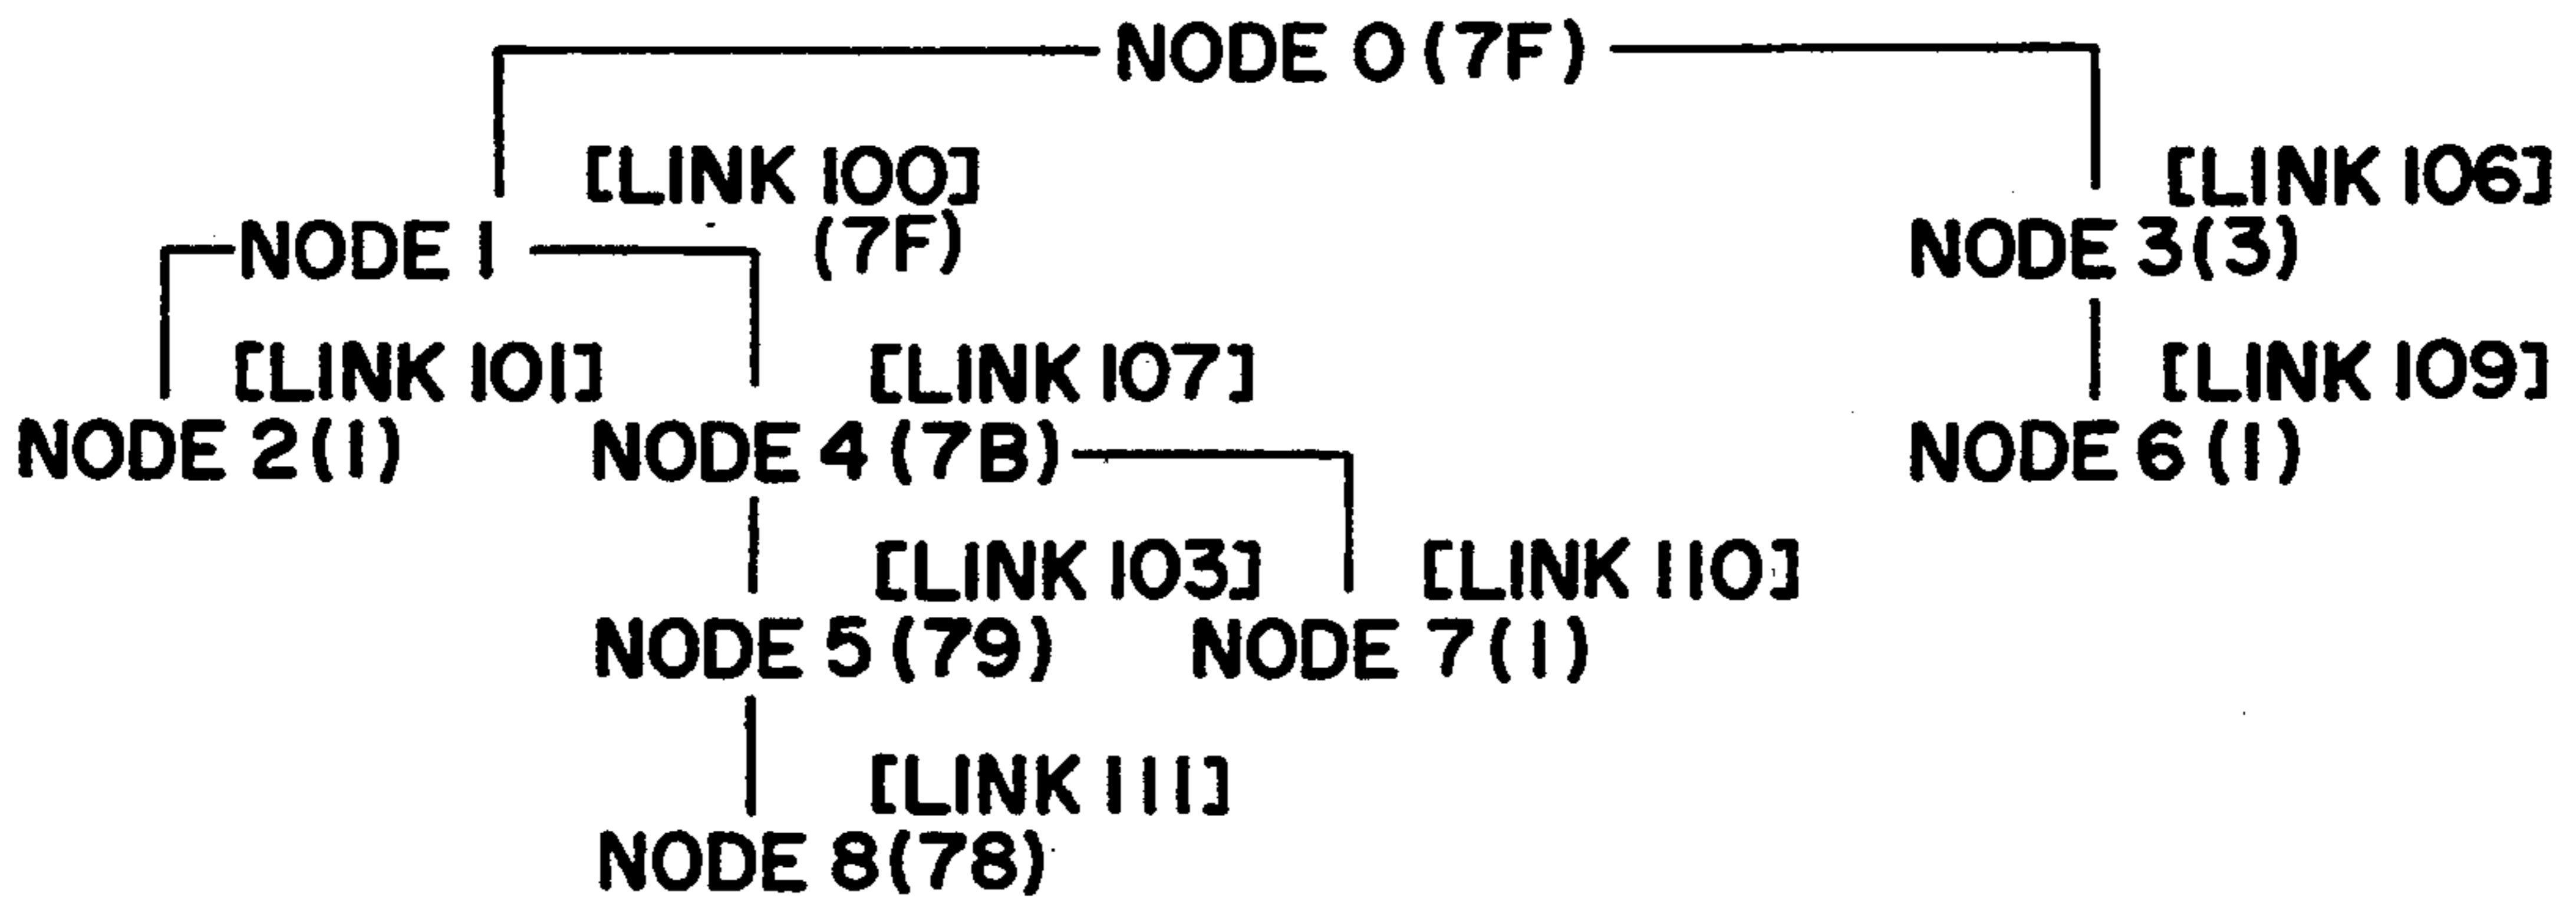 NODE 0 (7F)
[LINK 100] [LINK 106]
NODE 1 (7F) NODE 3(3)
[LINK 101] [LINK 107] [LINK 109]
NODE 2(1) NODE 4(7B) NODE 6(1)
[LINK 103] [LINK 110]
NODE 5(79) NODE 7(1)
[LINK 111]
NODE 8(78)